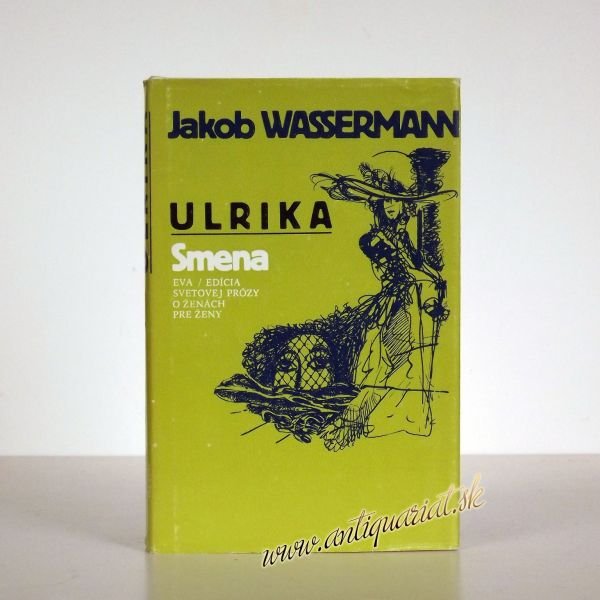 Jakob WASSERMANN
ULRIKA
Smena
EVA / EDÍCIA
SVETOVEJ PRÓZY
O ŽENÁCH
PRE ŽENY
www.antiquariat.sk